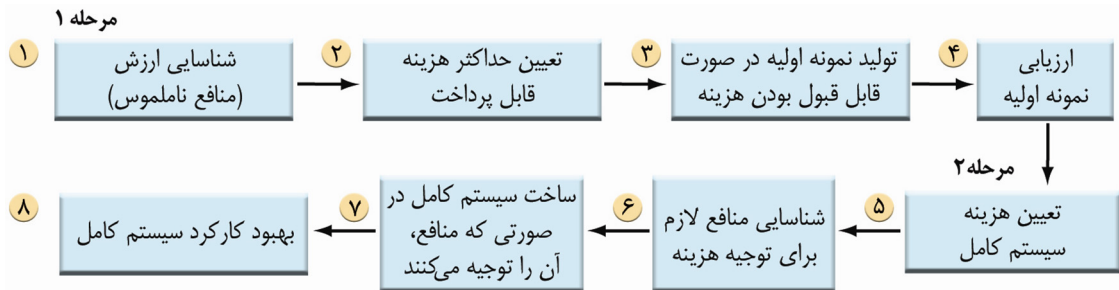 مرحله ۱
۱
شناسایی ارزش
(منافع ناملموس)
۲
تعیین حداکثر هزینه
قابل پرداخت
۳
تولید نمونه اولیه در صورت
قابل قبول بودن هزینه
۴
ارزیابی
نمونه اولیه
مرحله ۲
۵
تعیین هزینه
سیستم کامل
۶
شناسایی منافع لازم
برای توجیه هزینه
۷
ساخت سیستم کامل در
صورتی که منافع،
آن را توجیه می‌کنند
۸
بهبود کارکرد سیستم کامل